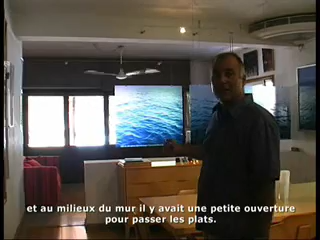 et au milieux du mur il y avait une petite ouverture
pour passer les plats.